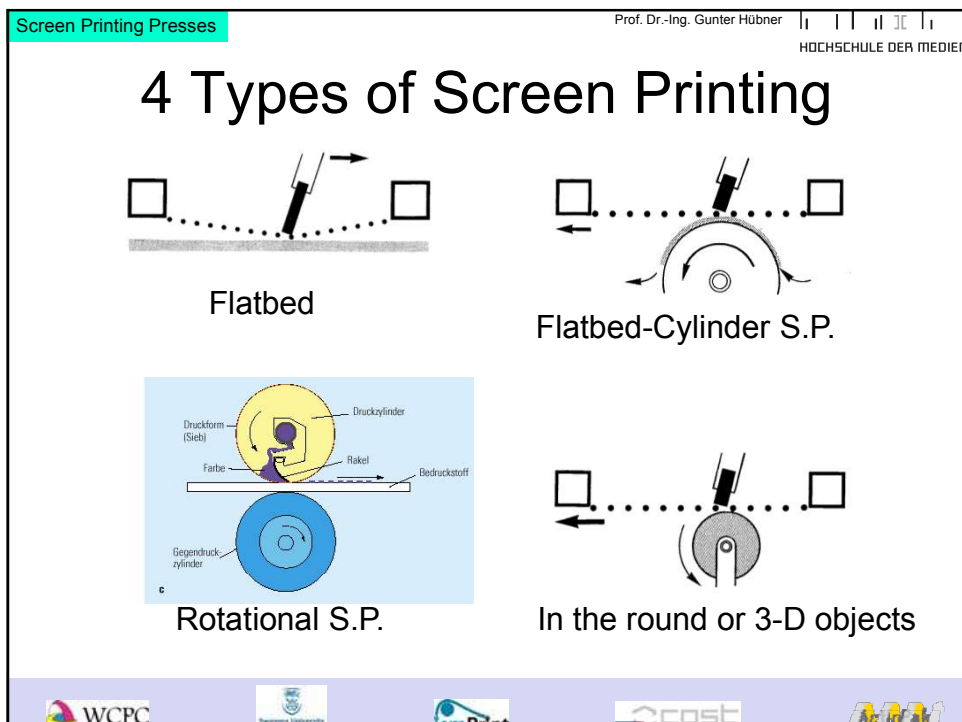 Screen Printing Presses
Prof. Dr.-Ing. Gunter Hübner
HOCHSCHULE DER MEDIEN
4 Types of Screen Printing
Flatbed
Flatbed-Cylinder S.P.
Druckform
(Sieb)
Druckzylinder
Farbe
Rakel
Bedruckstoff
Gegendruck-
zylinder
c
Rotational S.P.
In the round or 3-D objects
WCPC
cost